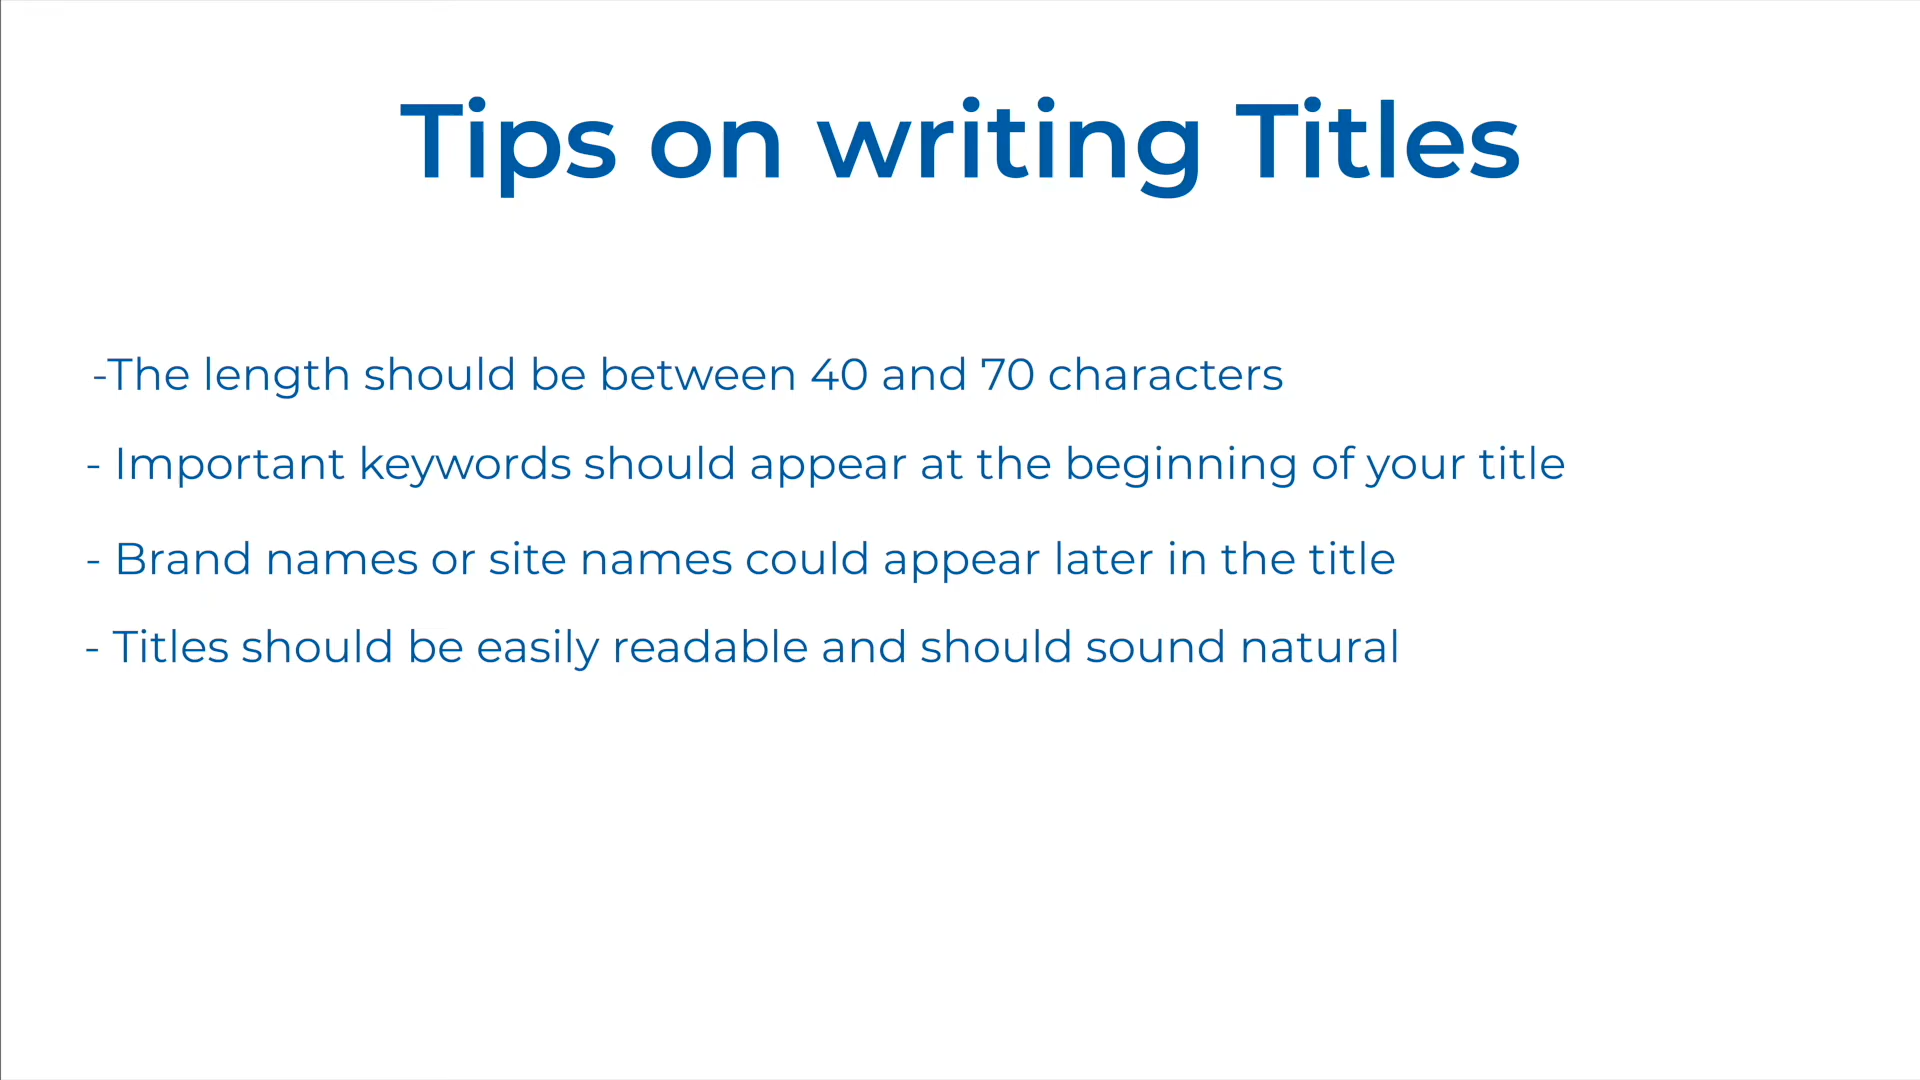 Tips on writing Titles
-The length should be between 40 and 70 characters
- Important keywords should appear at the beginning of your title
- Brand names or site names could appear later in the title
- Titles should be easily readable and should sound natural